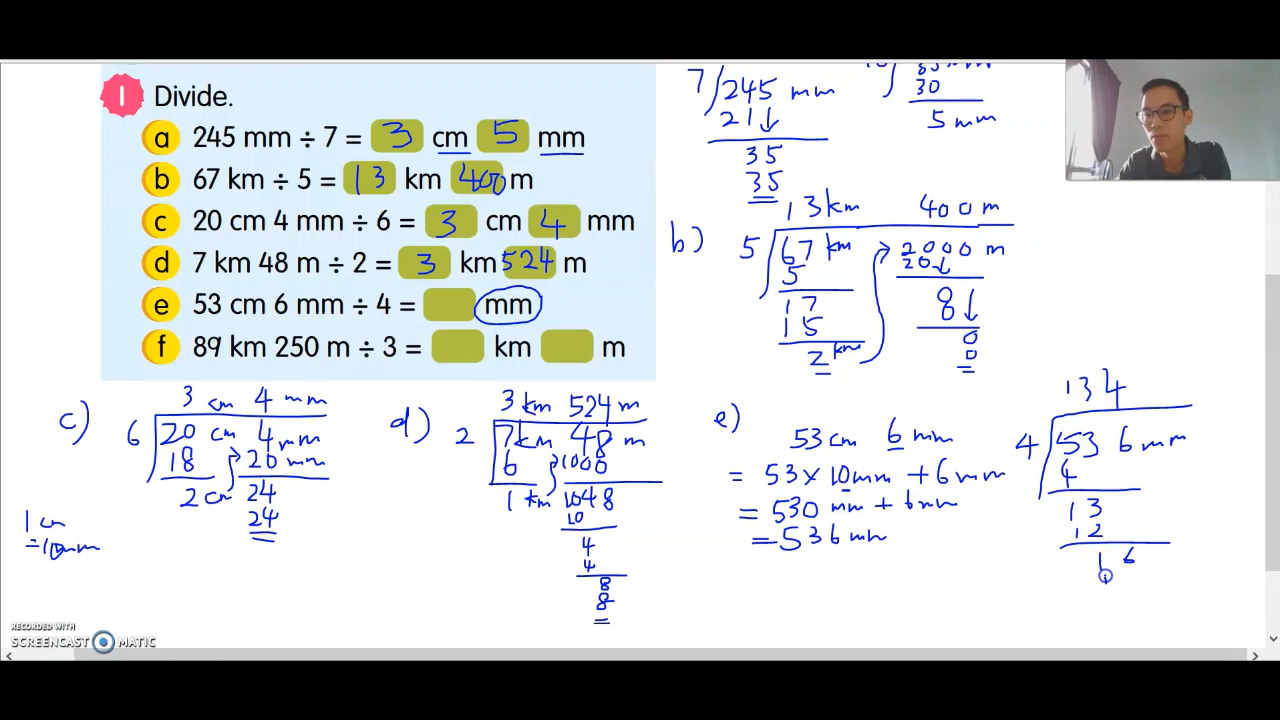 1 Divide.
a 245 mm ÷ 7 = 3 cm 5 mm
b 67 km ÷ 5 = 13 km 400 m
c 20 cm 4 mm ÷ 6 = 3 cm 4 mm
d 7 km 48 m ÷ 2 = 3 km 524 m
e 53 cm 6 mm ÷ 4 = mm
f 89 km 250 m ÷ 3 = km m
7 245 mm
21
35
35
30
5 mm
b) 13 km 400 m
5 67 km 2000 m
5 20
17 8
15 0
2 km 0
c) 3 cm 4 mm
6 20 cm 4 mm
18 20 mm
2 cm 24
24
1 cm
= 10 mm
d) 3 km 524 m
2 7 km 48 m
6 1000
1 km 1048
10
4
4
8
8
e)
53 cm 6 mm
= 53 x 10 mm + 6 mm
= 530 mm + 6 mm
= 536 mm
134
4 536 mm
4
13
12
6
RECORDED WITH
SCREENCAST MATIC